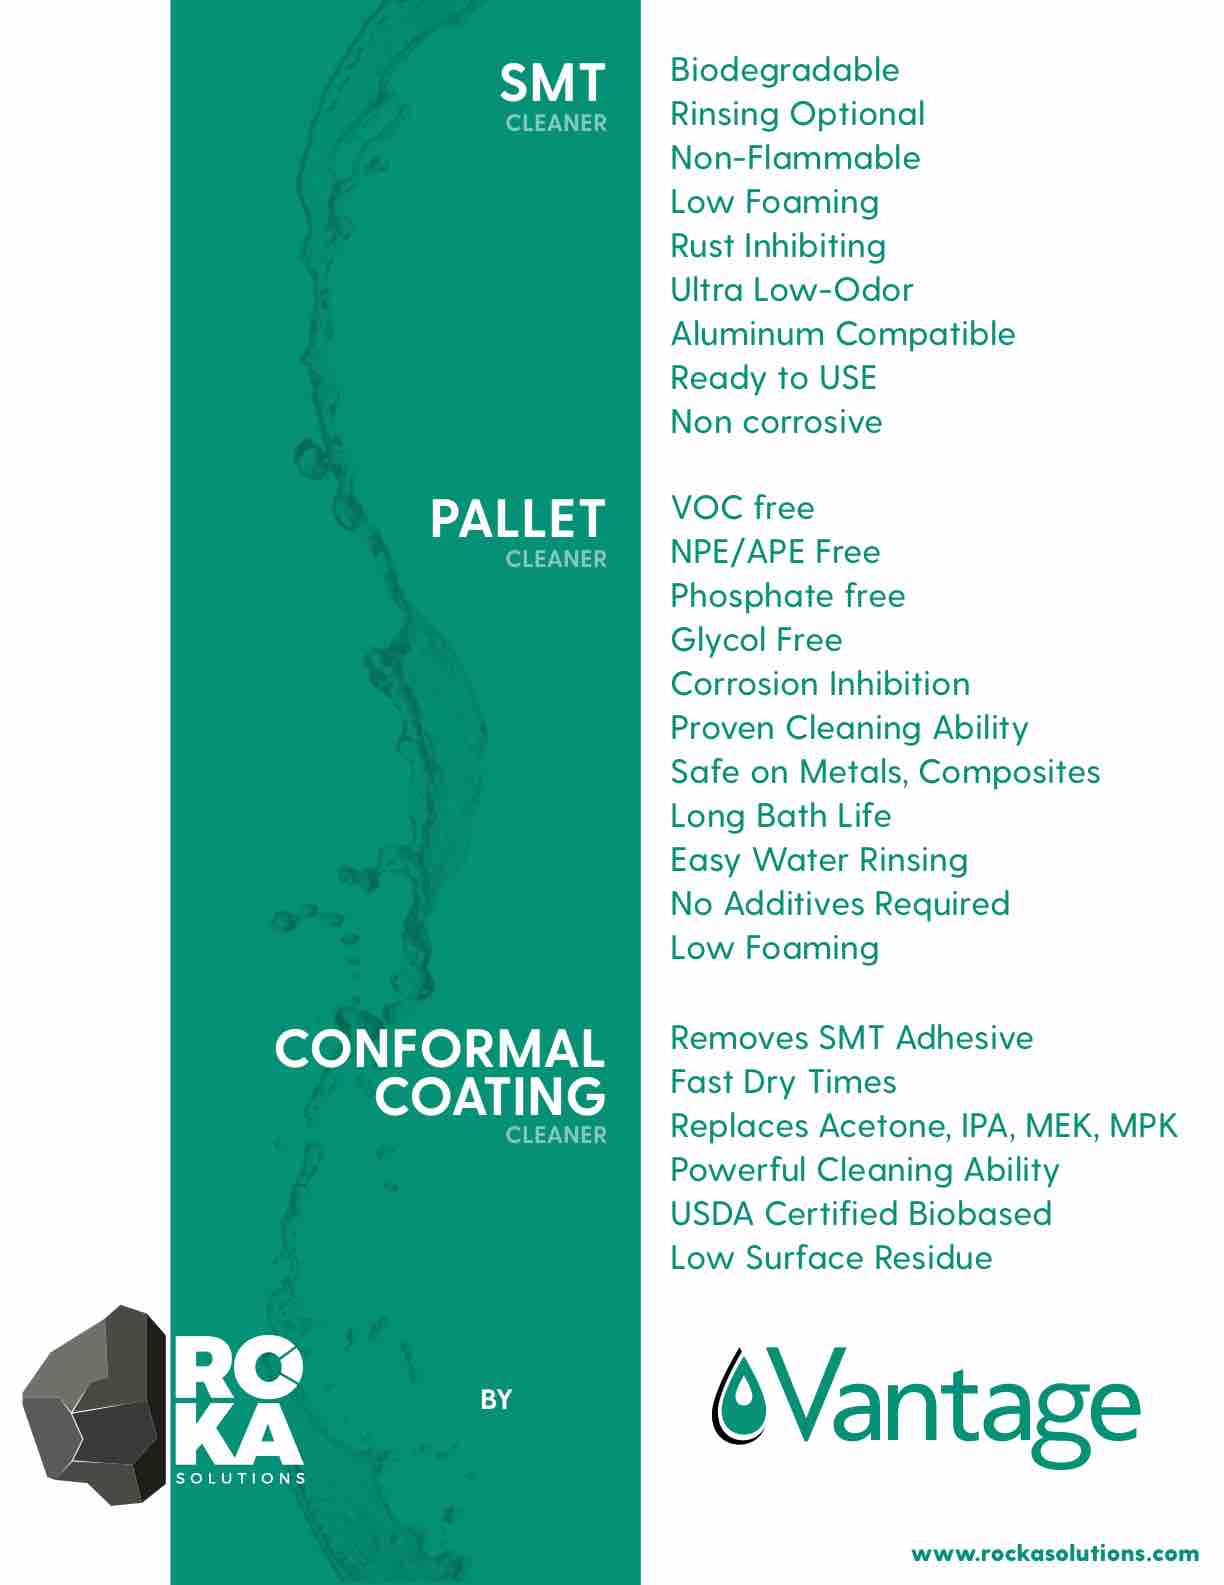 SMT
CLEANER
Biodegradable
Rinsing Optional
Non-Flammable
Low Foaming
Rust Inhibiting
Ultra Low-Odor
Aluminum Compatible
Ready to USE
Non corrosive
PALLET
CLEANER
VOC free
NPE/APE Free
Phosphate free
Glycol Free
Corrosion Inhibition
Proven Cleaning Ability
Safe on Metals, Composites
Long Bath Life
Easy Water Rinsing
No Additives Required
Low Foaming
CONFORMAL
COATING
CLEANER
Removes SMT Adhesive
Fast Dry Times
Replaces Acetone, IPA, MEK, MPK
Powerful Cleaning Ability
USDA Certified Biobased
Low Surface Residue
RO
KA
SOLUTIONS
BY
Vantage
www.rockasolutions.com